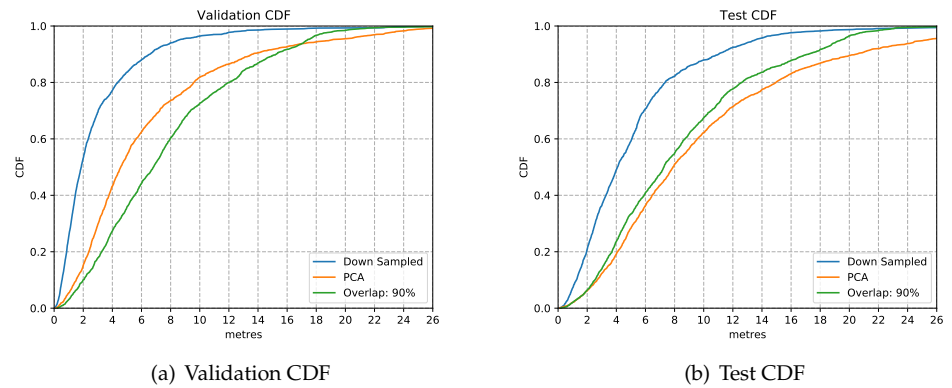 Validation CDF
1.0
0.8
0.6
0.4
0.2
0.0
CDF
0 2 4 6 8 10 12 14 16 18 20 22 24 26
metres
Down Sampled
PCA
Overlap: 90%
(a) Validation CDF
Test CDF
1.0
0.8
0.6
0.4
0.2
0.0
CDF
0 2 4 6 8 10 12 14 16 18 20 22 24 26
metres
Down Sampled
PCA
Overlap: 90%
(b) Test CDF